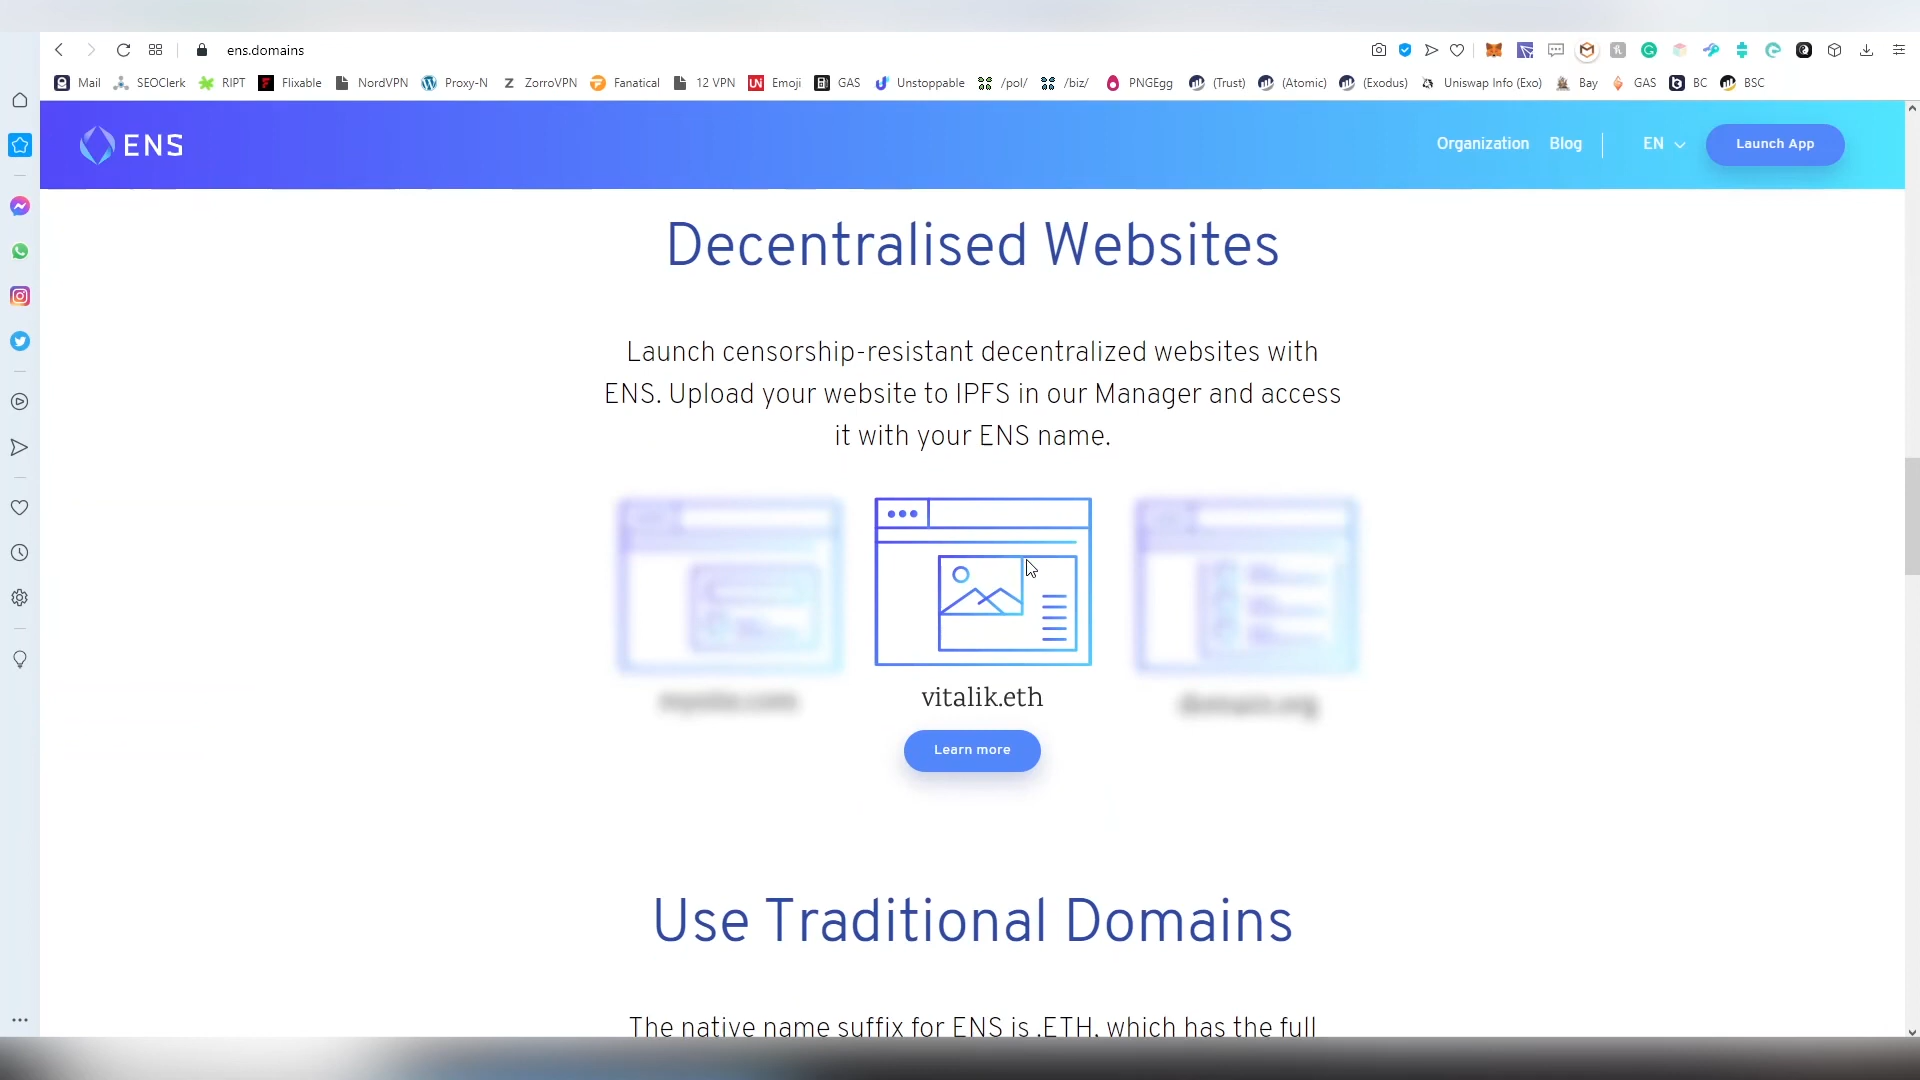 ens.domains
Mail SEOClerk RIPT Flixable NordVPN Proxy-N ZorroVPN Fanatical 12 VPN Emoji GAS Unstoppable /pol/ /biz/ PNGEgg (Trust) (Atomic) (Exodus) Uniswap Info (Exo) Bay GAS BC BSC
ENS
Organization Blog EN Launch App
Decentralised Websites
Launch censorship-resistant decentralized websites with
ENS. Upload your website to IPFS in our Manager and access
it with your ENS name.
vitalik.eth
Learn more
Use Traditional Domains
The native name suffix for ENS is .ETH, which has the full